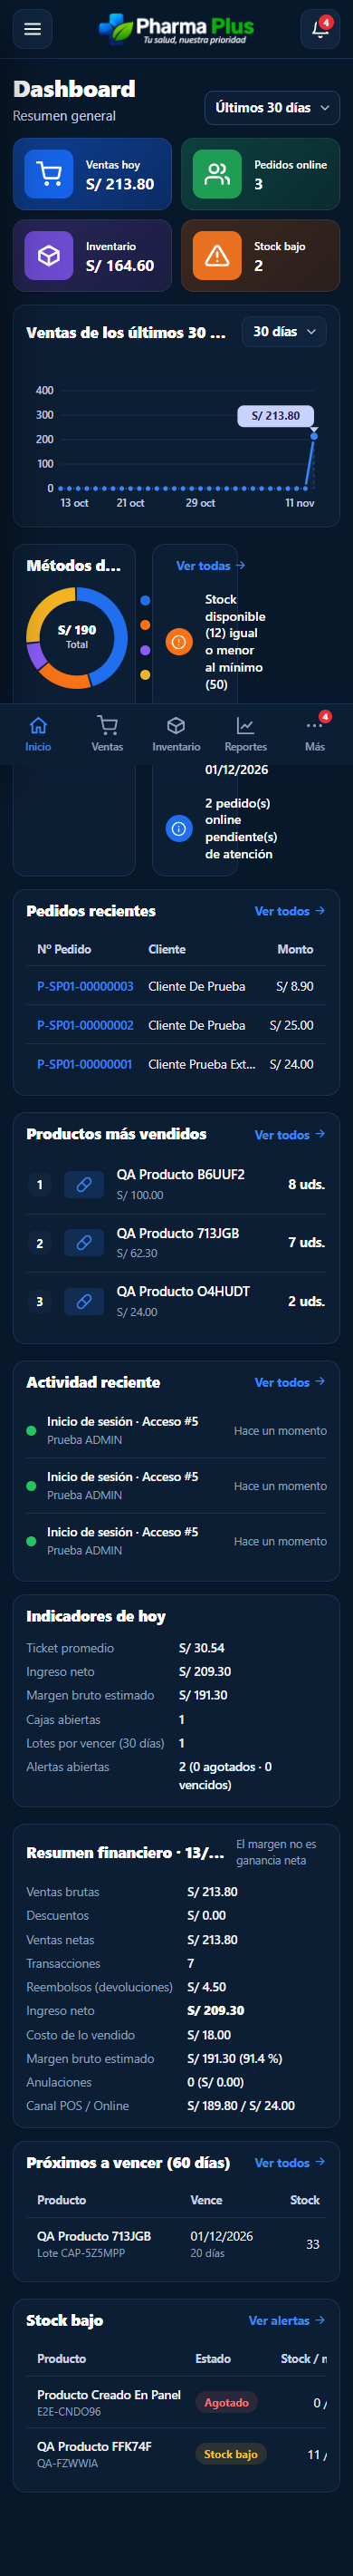 Pharma Plus
Tu salud, nuestra prioridad
4
Dashboard
Resumen general
Últimos 30 días
Ventas hoy
S/ 213.80
Pedidos online
3
Inventario
S/ 164.60
Stock bajo
2
Ventas de los últimos 30 ...
30 días
400
300
200
100
0
S/ 213.80
13 oct
21 oct
29 oct
11 nov
Métodos d...
S/ 190
Total
Ver todas →
Stock
disponible
(12) igual
o menor
al mínimo
(50)
Inicio
Ventas
Inventario
Reportes
Más
4
01/12/2026
2 pedido(s)
online
pendiente(s)
de atención
Pedidos recientes
Ver todos →
Nº Pedido
Cliente
Monto
P-SP01-00000003
Cliente De Prueba
S/ 8.90
P-SP01-00000002
Cliente De Prueba
S/ 25.00
P-SP01-00000001
Cliente Prueba Ext...
S/ 24.00
Productos más vendidos
Ver todos →
1
QA Producto B6UUF2
S/ 100.00
8 uds.
2
QA Producto 713JGB
S/ 62.30
7 uds.
3
QA Producto O4HUDT
S/ 24.00
2 uds.
Actividad reciente
Ver todos →
Inicio de sesión · Acceso #5
Prueba ADMIN
Hace un momento
Inicio de sesión · Acceso #5
Prueba ADMIN
Hace un momento
Inicio de sesión · Acceso #5
Prueba ADMIN
Hace un momento
Indicadores de hoy
Ticket promedio
S/ 30.54
Ingreso neto
S/ 209.30
Margen bruto estimado
S/ 191.30
Cajas abiertas
1
Lotes por vencer (30 días)
1
Alertas abiertas
2 (0 agotados · 0
vencidos)
Resumen financiero · 13/...
El margen no es
ganancia neta
Ventas brutas
S/ 213.80
Descuentos
S/ 0.00
Ventas netas
S/ 213.80
Transacciones
7
Reembolsos (devoluciones)
S/ 4.50
Ingreso neto
S/ 209.30
Costo de lo vendido
S/ 18.00
Margen bruto estimado
S/ 191.30 (91.4 %)
Anulaciones
0 (S/ 0.00)
Canal POS / Online
S/ 189.80 / S/ 24.00
Próximos a vencer (60 días)
Ver todos →
Producto
Vence
Stock
QA Producto 713JGB
Lote CAP-5Z5MPP
01/12/2026
20 días
33
Stock bajo
Ver alertas →
Producto
Estado
Stock / n
Producto Creado En Panel
E2E-CNDO96
Agotado
0 /
QA Producto FFK74F
QA-FZWWIA
Stock bajo
11 /